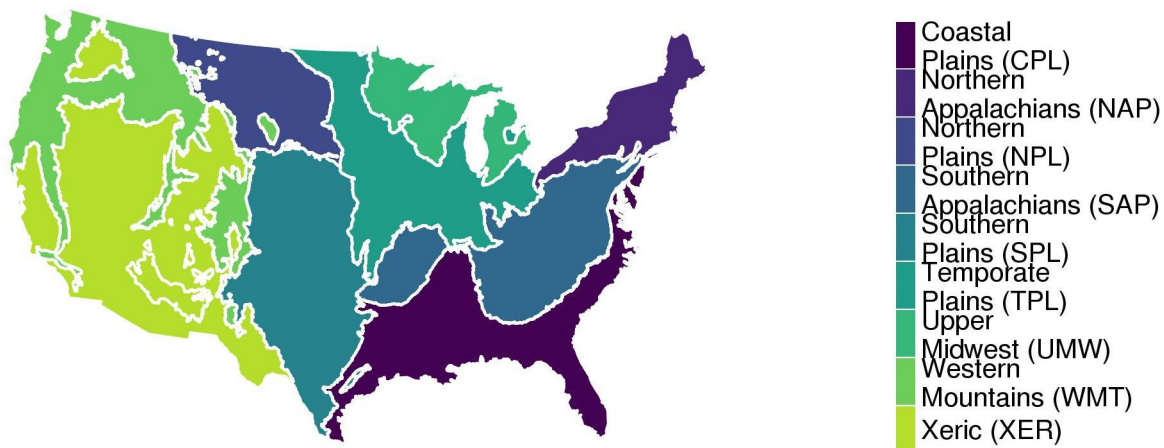 Coastal
Plains (CPL)
Northern
Appalachians (NAP)
Northern
Plains (NPL)
Southern
Appalachians (SAP)
Southern
Plains (SPL)
Temporate
Plains (TPL)
Upper
Midwest (UMW)
Western
Mountains (WMT)
Xeric (XER)